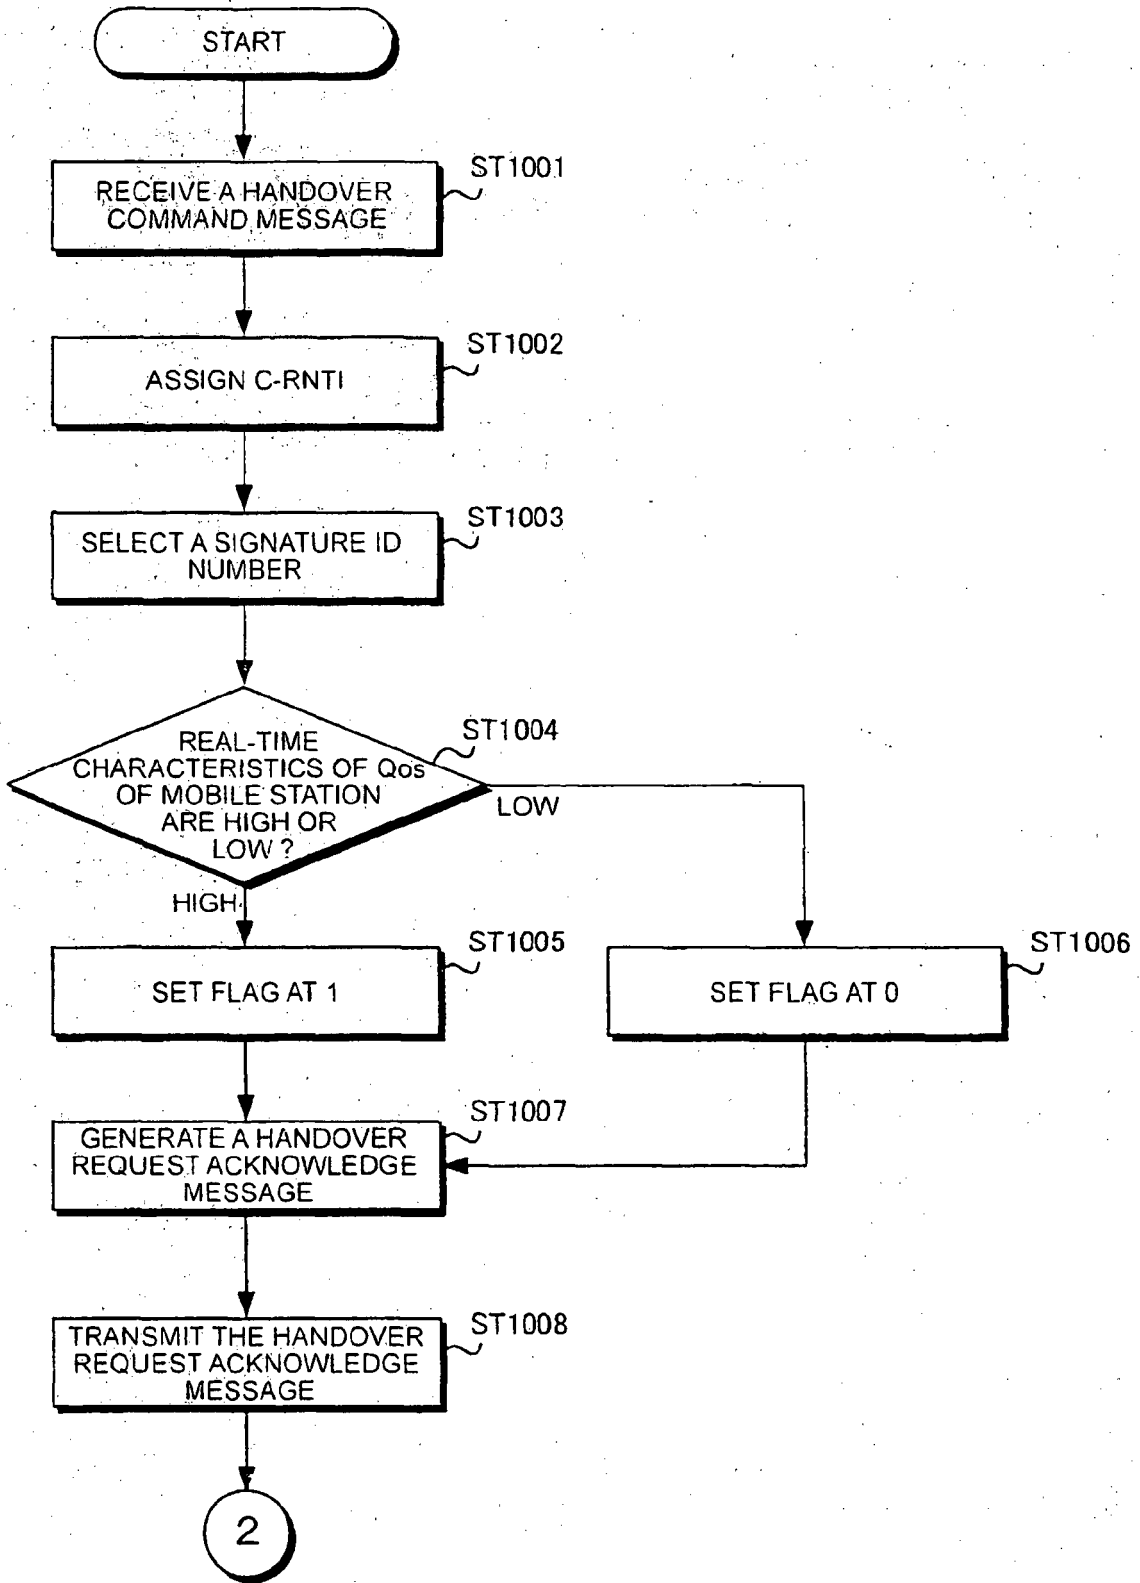 START
ST1001
RECEIVE A HANDOVER
COMMAND MESSAGE
ST1002
ASSIGN C-RNTI
ST1003
SELECT A SIGNATURE ID
NUMBER
ST1004
REAL-TIME
CHARACTERISTICS OF Qos
OF MOBILE STATION
ARE HIGH OR
LOW ?
LOW
HIGH
ST1005
SET FLAG AT 1
ST1006
SET FLAG AT 0
ST1007
GENERATE A HANDOVER
REQUEST ACKNOWLEDGE
MESSAGE
ST1008
TRANSMIT THE HANDOVER
REQUEST ACKNOWLEDGE
MESSAGE
2